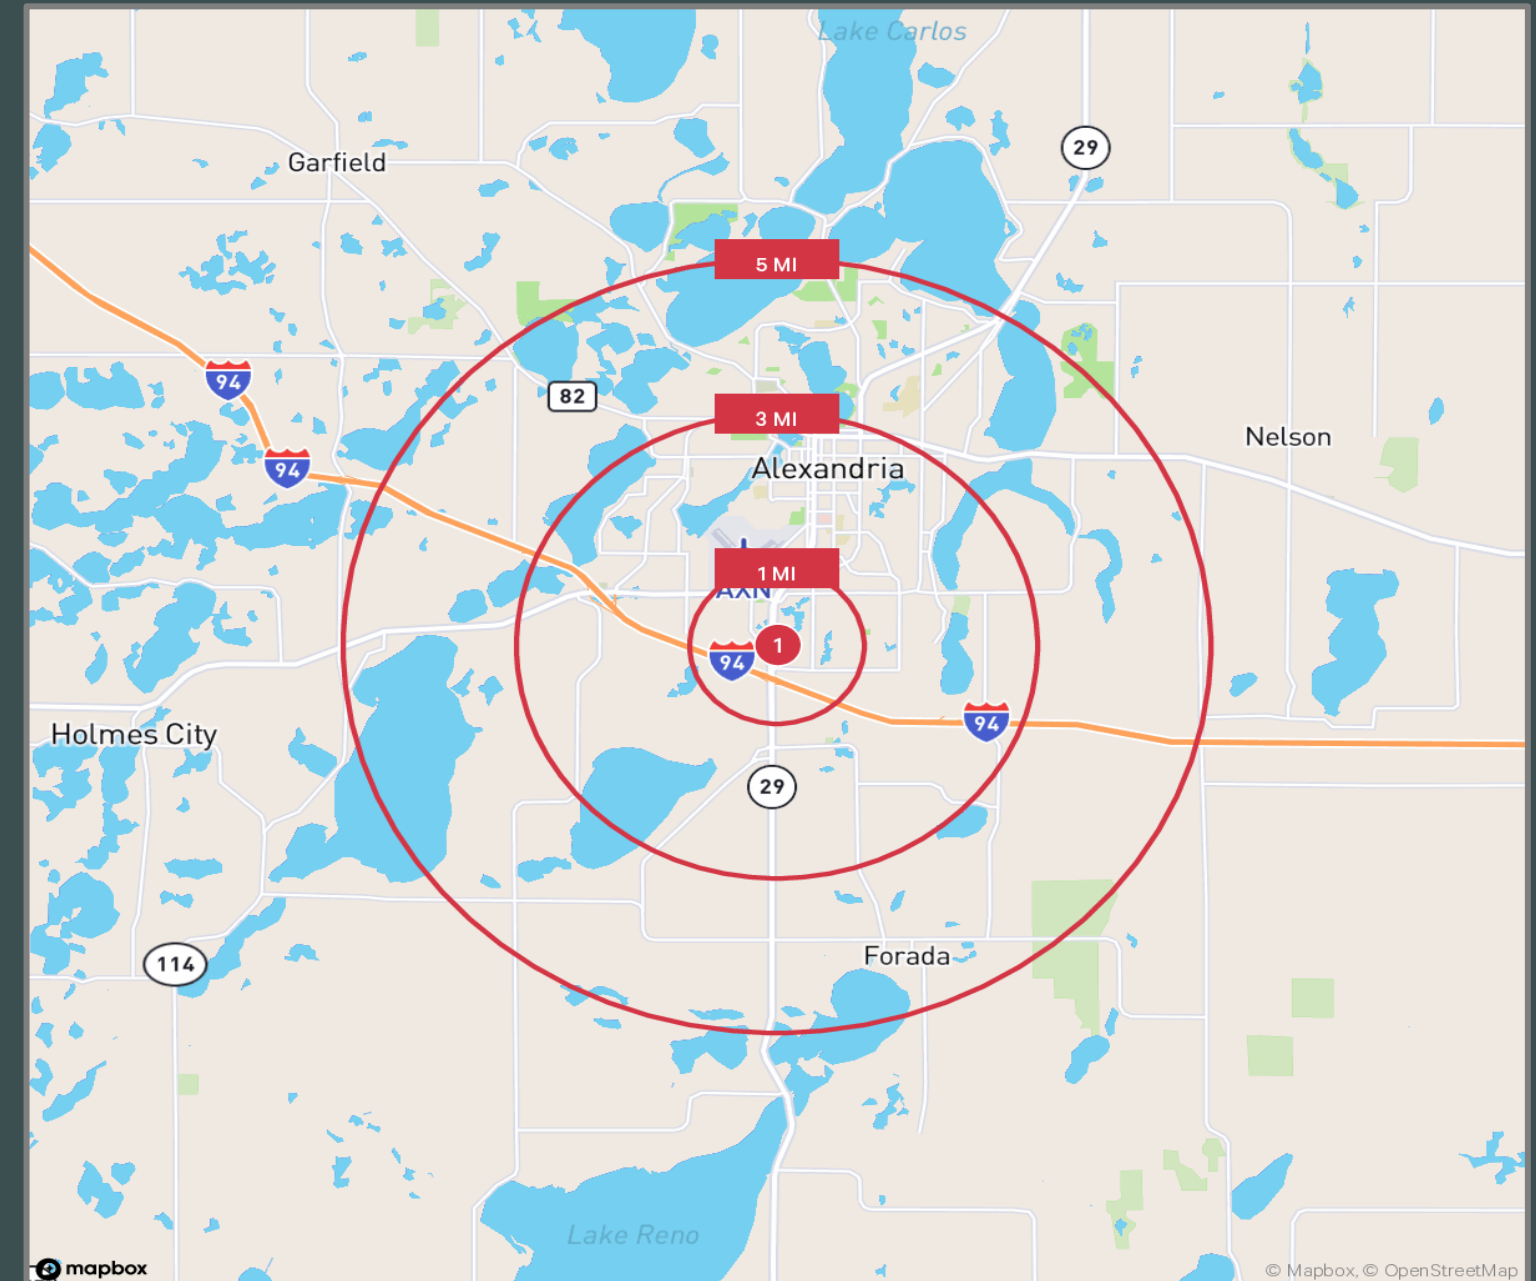 Lake Carlos
29
Garfield
5 MI
94
82
3 MI
Nelson
94
Alexandria
1 MI
AXN
1
94
94
Holmes City
29
Forada
114
Lake Reno
mapbox
© Mapbox, © OpenStreetMap